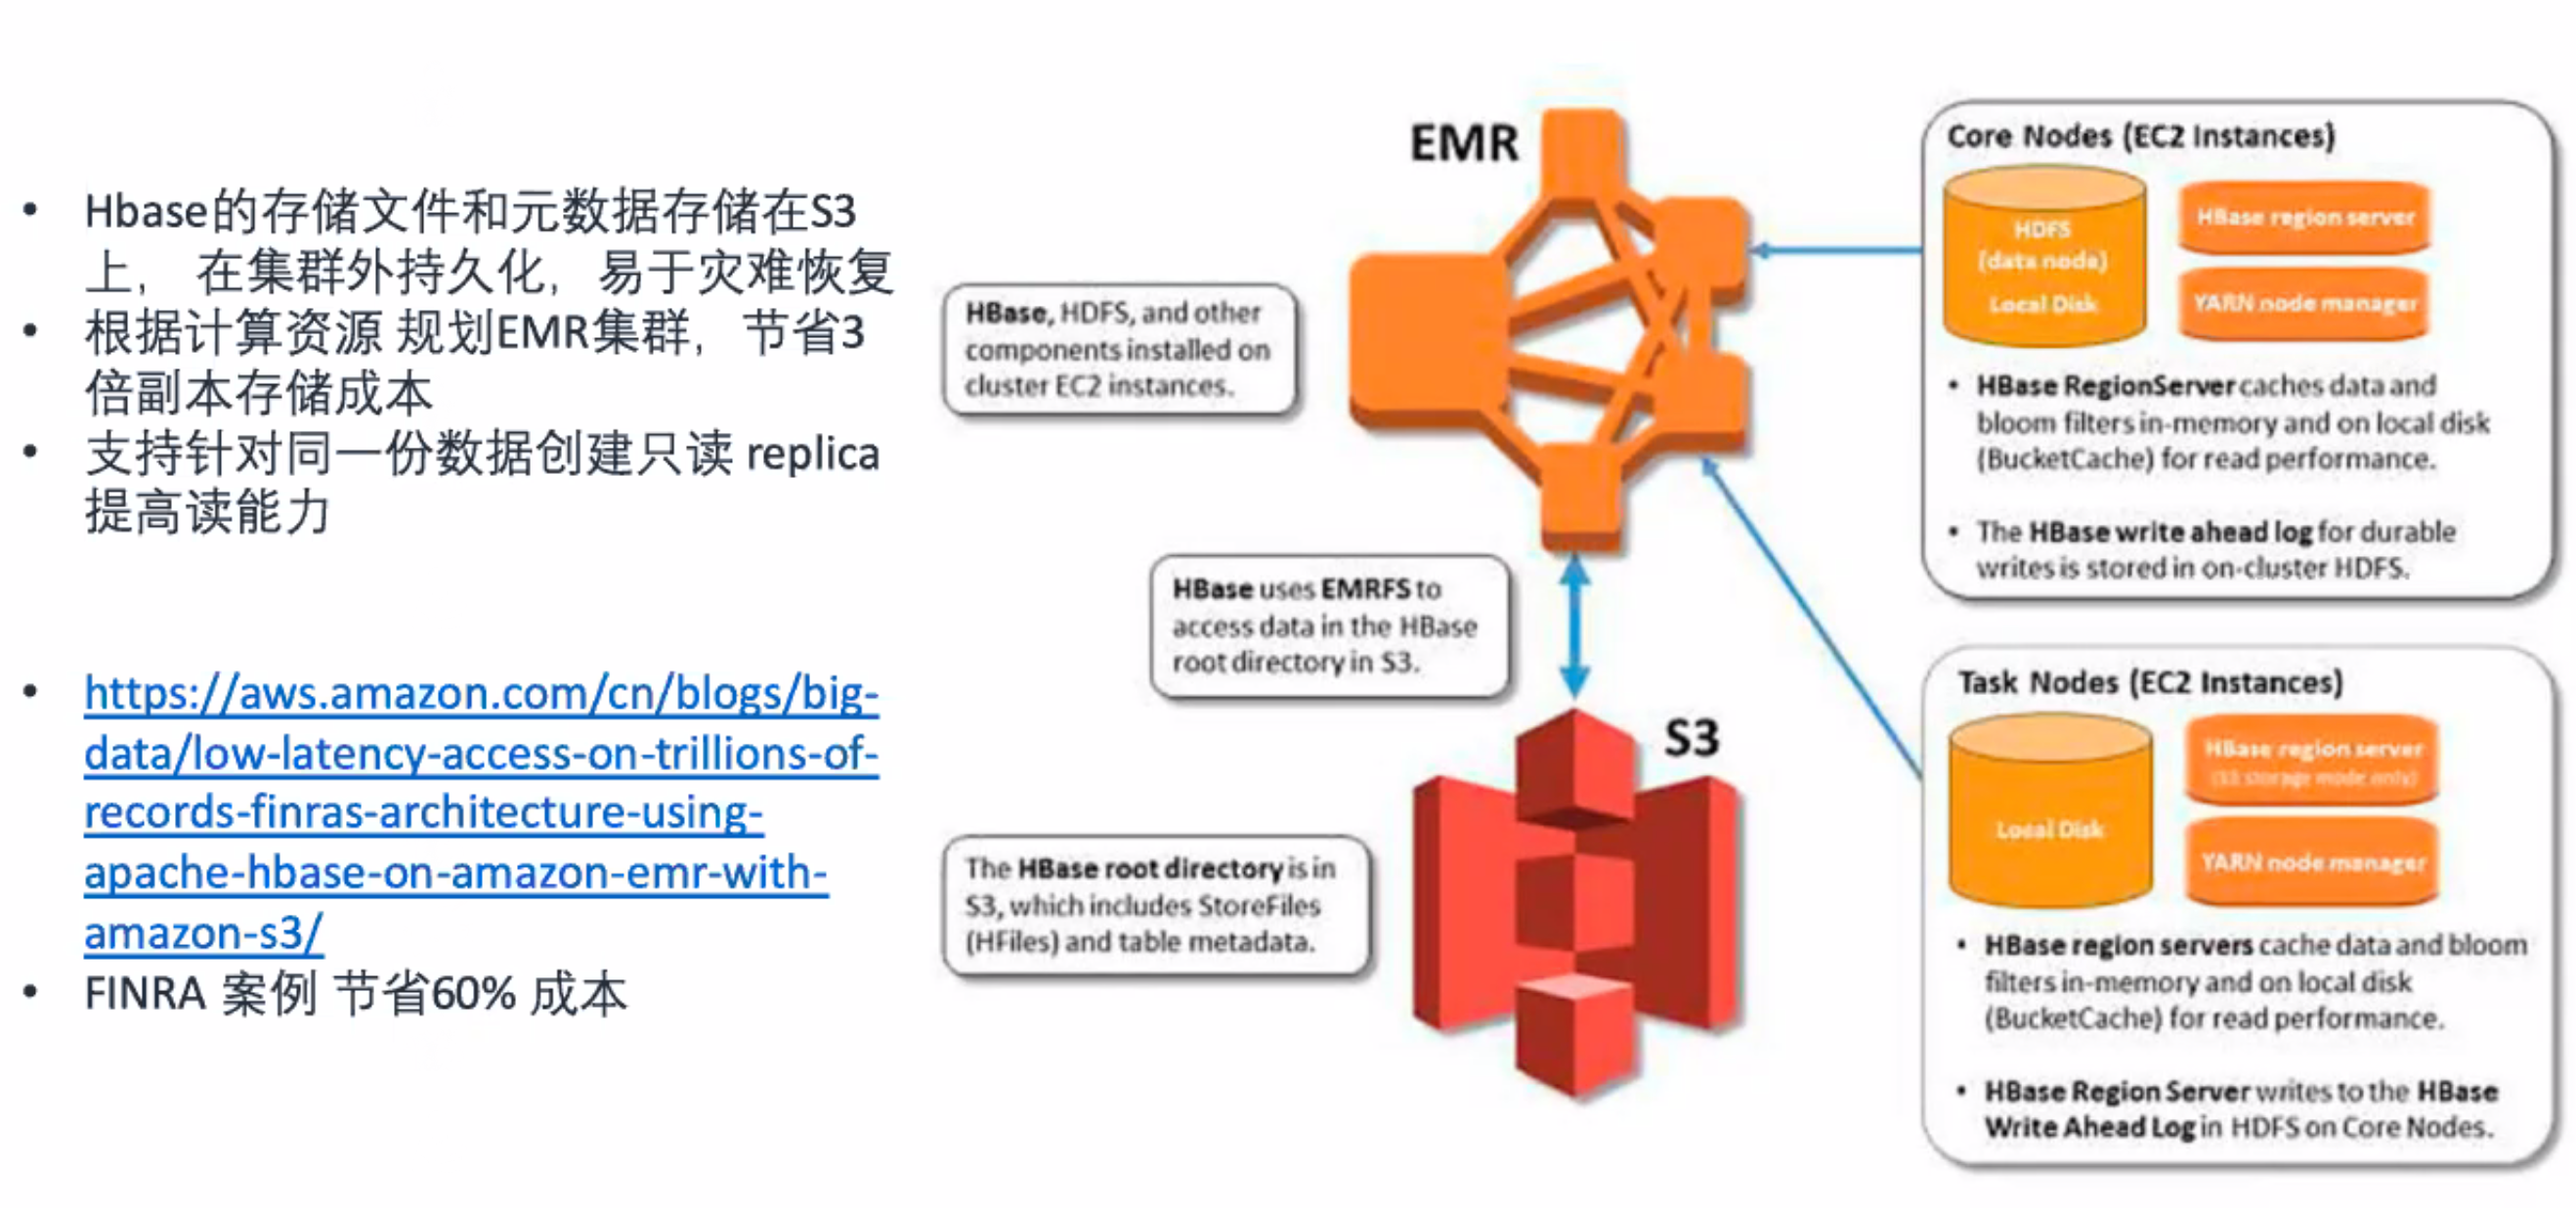 • Hbase的存储文件和元数据存储在S3
上， 在集群外持久化，易于灾难恢复
• 根据计算资源 规划EMR集群，节省3
倍副本存储成本
• 支持针对同一份数据创建只读 replica
提高读能力
• https://aws.amazon.com/cn/blogs/big-
data/low-latency-access-on-trillions-of-
records-finras-architecture-using-
apache-hbase-on-amazon-emr-with-
amazon-s3/
• FINRA 案例 节省60% 成本
EMR
HBase, HDFS, and other
components installed on
cluster EC2 instances.
HBase uses EMRFS to
access data in the HBase
root directory in S3.
S3
The HBase root directory is in
S3, which includes StoreFiles
(HFiles) and table metadata.
Core Nodes (EC2 Instances)
HDFS
(data node)
Local Disk
HBase region server
YARN node manager
• HBase RegionServer caches data and
bloom filters in-memory and on local disk
(BucketCache) for read performance.
• The HBase write ahead log for durable
writes is stored in on-cluster HDFS.
Task Nodes (EC2 Instances)
Local Disk
HBase region server
(S3 storage mode only)
YARN node manager
• HBase region servers cache data and bloom
filters in-memory and on local disk
(BucketCache) for read performance.
• HBase Region Server writes to the HBase
Write Ahead Log in HDFS on Core Nodes.